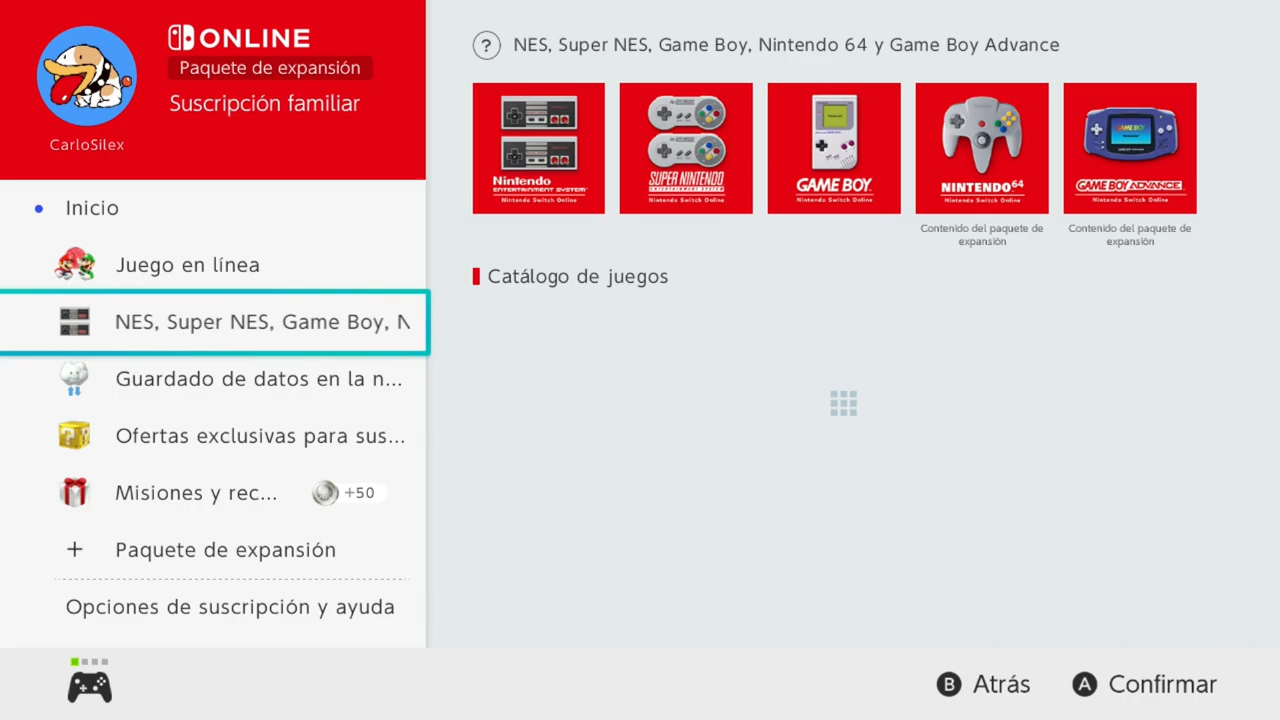 ONLINE
Paquete de expansión
Suscripción familiar
CarloSilex
Inicio
Juego en línea
NES, Super NES, Game Boy, N
Guardado de datos en la n...
Ofertas exclusivas para sus...
Misiones y rec...
+50
Paquete de expansión
Opciones de suscripción y ayuda
? NES, Super NES, Game Boy, Nintendo 64 y Game Boy Advance
Nintendo
ENTERTAINMENT SYSTEM
Nintendo Switch Online
SUPER NINTENDO
ENTERTAINMENT SYSTEM
Nintendo Switch Online
GAME BOY
Nintendo Switch Online
NINTENDO 64
Nintendo Switch Online
GAME BOY
GAME BOY ADVANCE
Nintendo Switch Online
Contenido del paquete de
expansión
Contenido del paquete de
expansión
Catálogo de juegos
B Atrás
A Confirmar